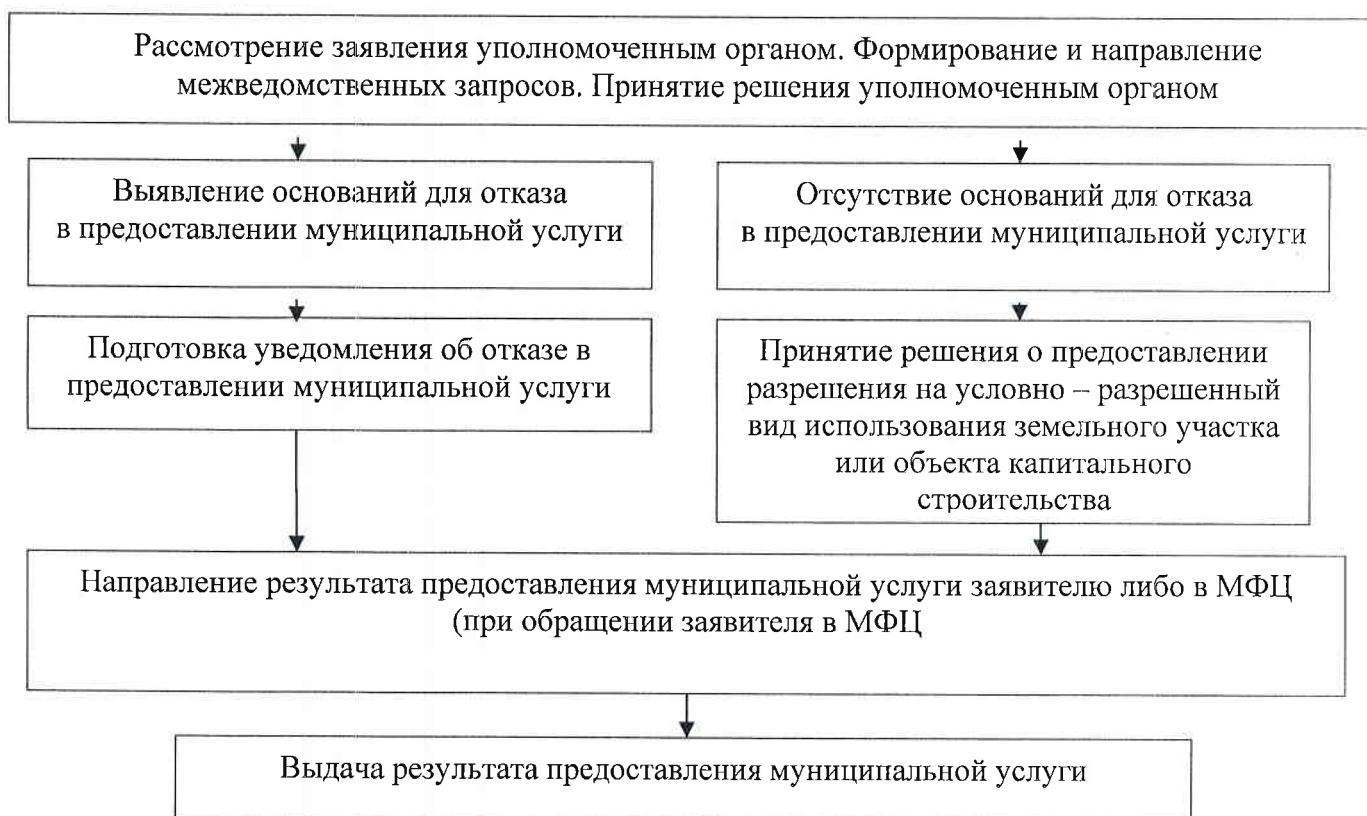 Рассмотрение заявления уполномоченным органом. Формирование и направление
межведомственных запросов. Принятие решения уполномоченным органом
Выявление оснований для отказа
в предоставлении муниципальной услуги
Отсутствие оснований для отказа
в предоставлении муниципальной услуги
Подготовка уведомления об отказе в
предоставлении муниципальной услуги
Принятие решения о предоставлении
разрешения на условно – разрешенный
вид использования земельного участка
или объекта капитального
строительства
Направление результата предоставления муниципальной услуги заявителю либо в МФЦ
(при обращении заявителя в МФЦ
Выдача результата предоставления муниципальной услуги